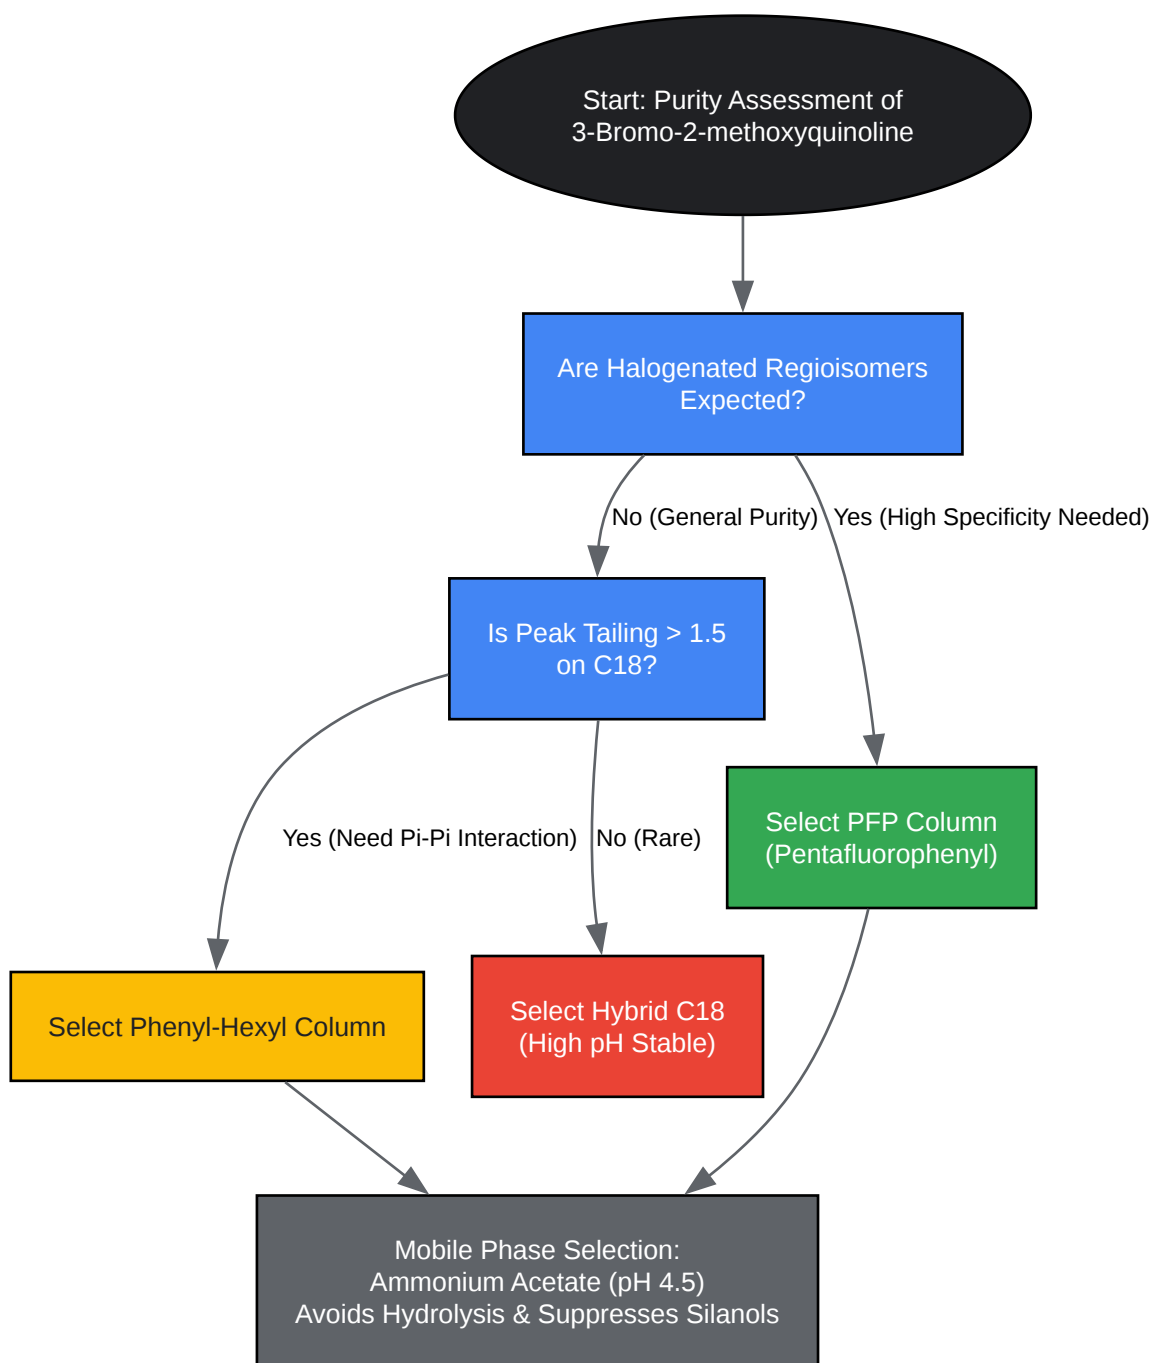 Start: Purity Assessment of
3-Bromo-2-methoxyquinoline
Are Halogenated Regioisomers
Expected?
No (General Purity)
Yes (High Specificity Needed)
Is Peak Tailing > 1.5
on C18?
Select PFP Column
(Pentafluorophenyl)
Yes (Need Pi-Pi Interaction)
No (Rare)
Select Phenyl-Hexyl Column
Select Hybrid C18
(High pH Stable)
Mobile Phase Selection:
Ammonium Acetate (pH 4.5)
Avoids Hydrolysis & Suppresses Silanols